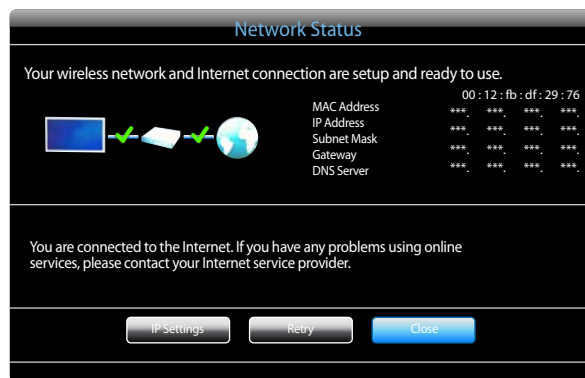 Network Status
Your wireless network and Internet connection are setup and ready to use.
MAC Address 00 : 12 : fb : df : 29 : 76
IP Address ***. ***. ***. ***.
Subnet Mask ***. ***. ***. ***.
Gateway ***. ***. ***. ***.
DNS Server ***. ***. ***. ***.
You are connected to the Internet. If you have any problems using online
services, please contact your Internet service provider.
IP Settings Retry Close